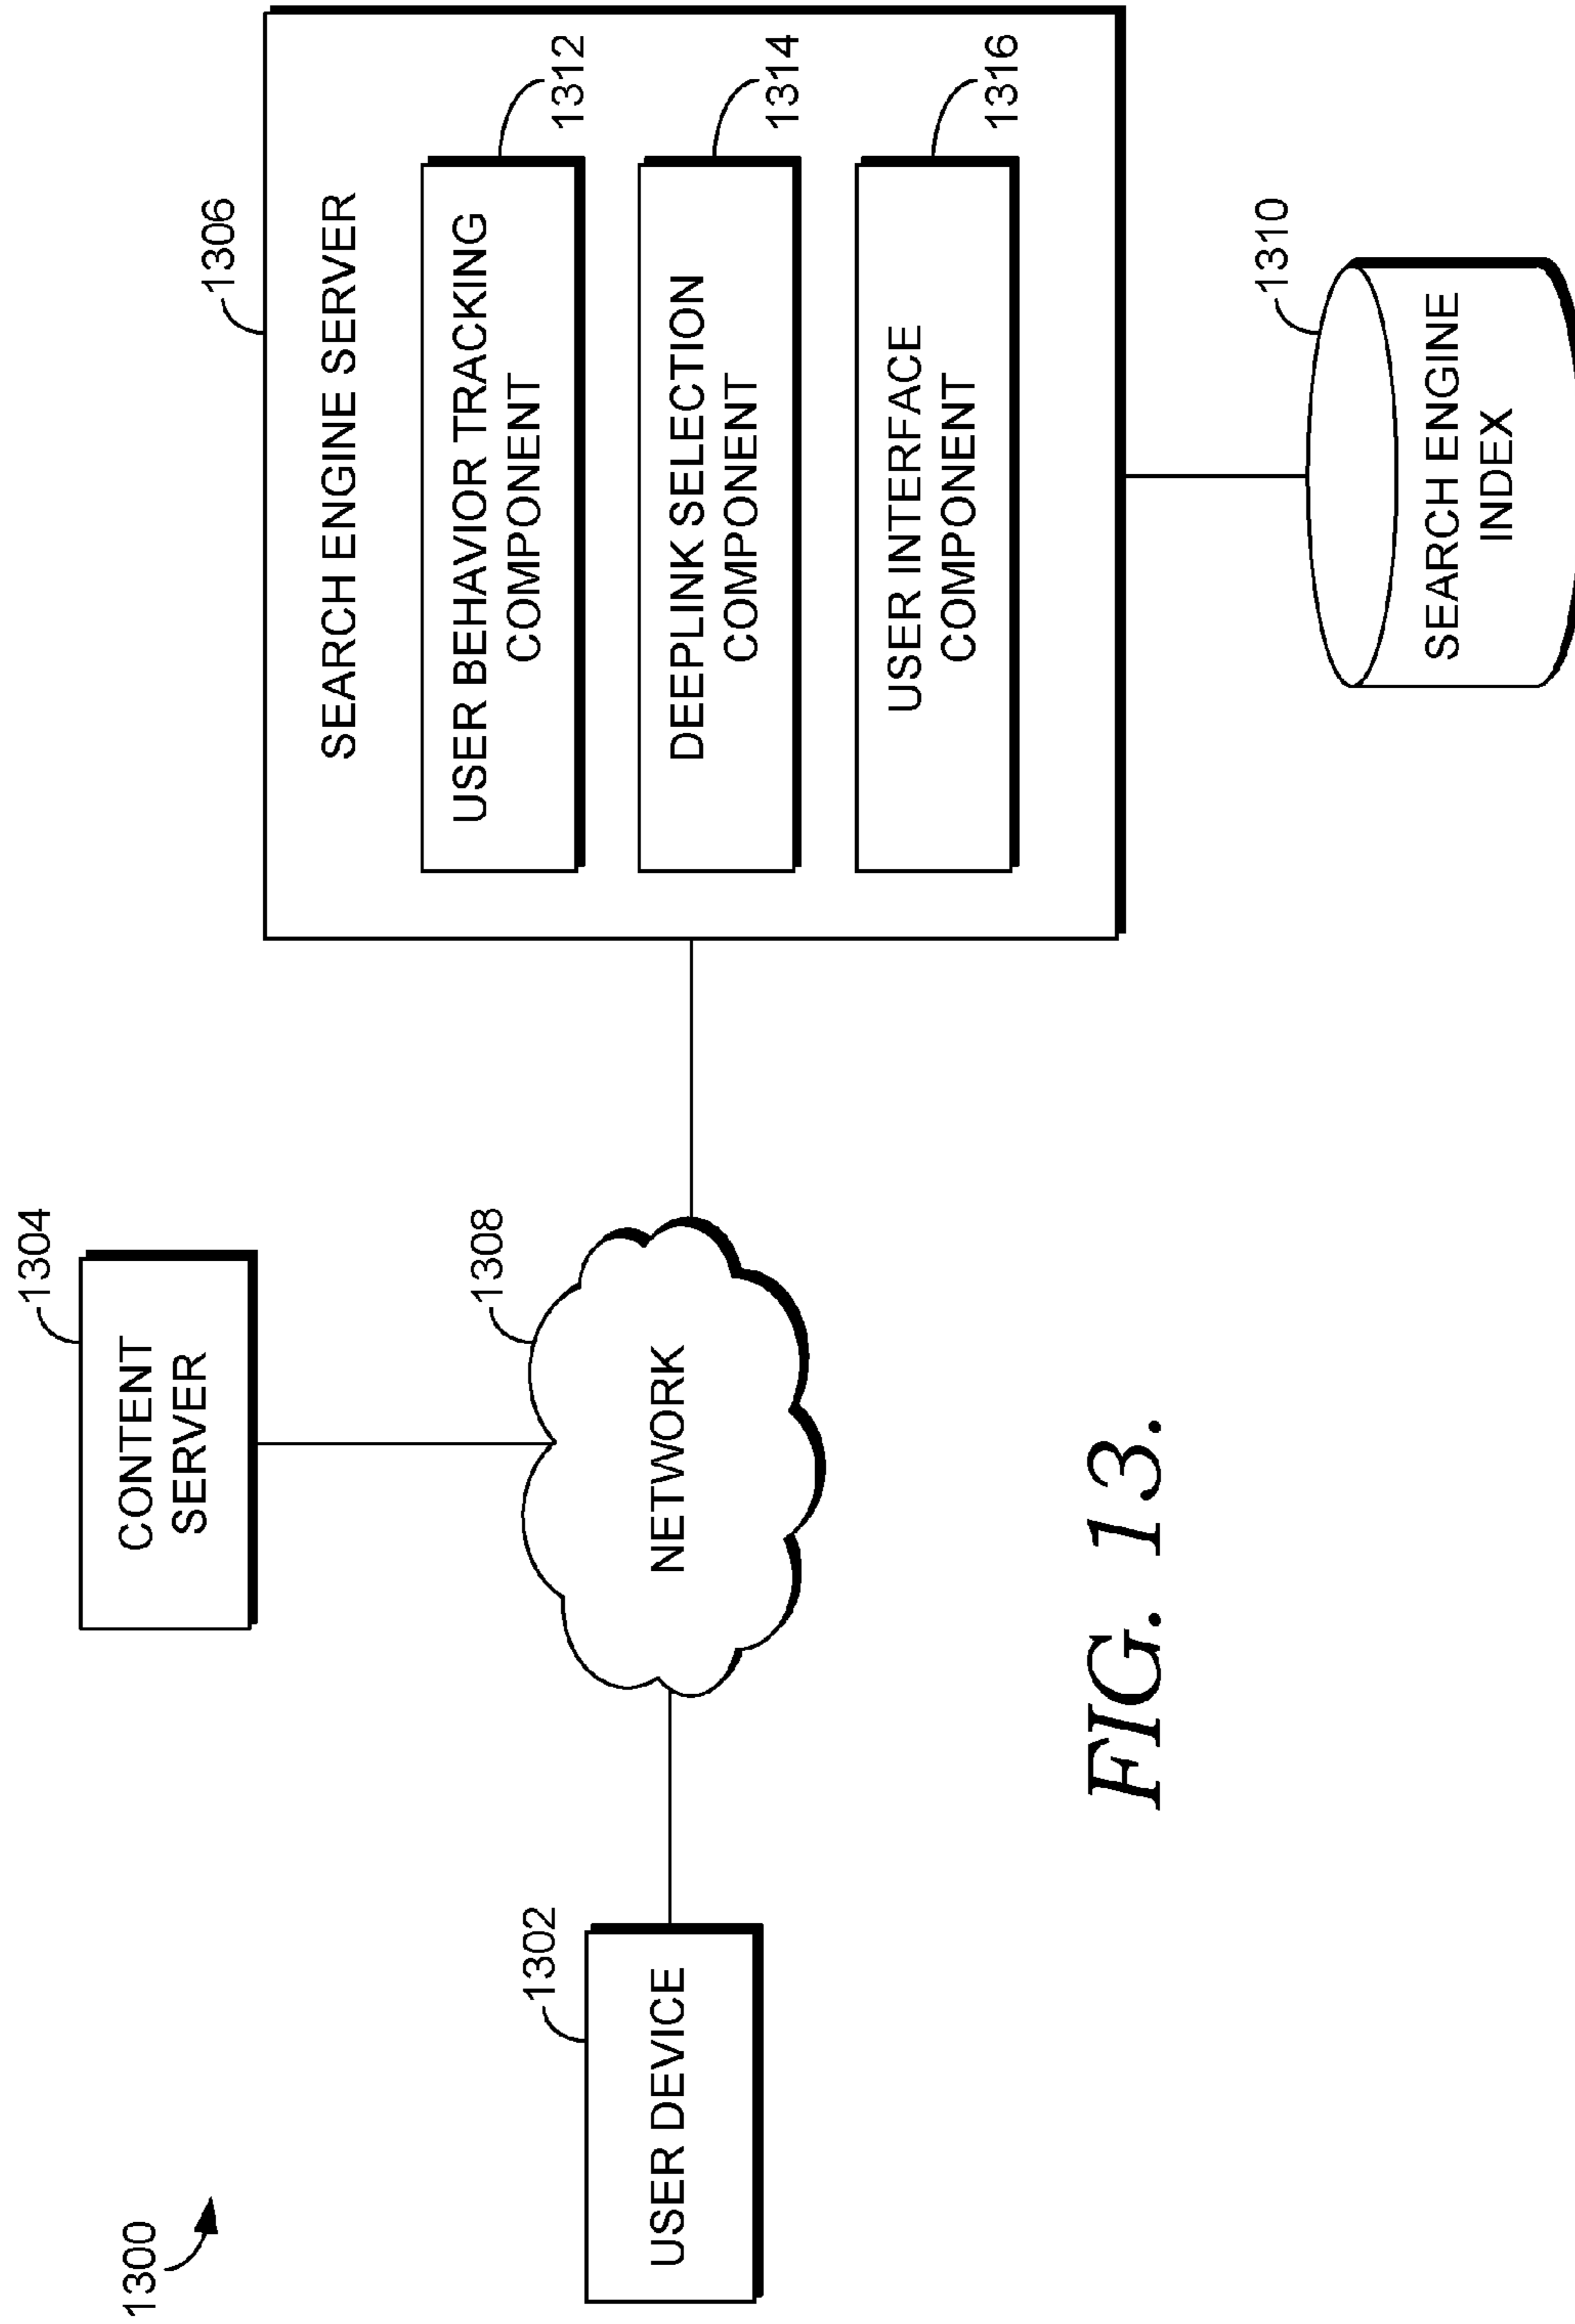 1300
1304
CONTENT
SERVER
1306
SEARCH ENGINE SERVER
USER BEHAVIOR TRACKING
COMPONENT
1312
DEEPLINK SELECTION
COMPONENT
1314
USER INTERFACE
COMPONENT
1316
1302
USER DEVICE
1308
NETWORK
1310
SEARCH ENGINE
INDEX
FIG. 13.